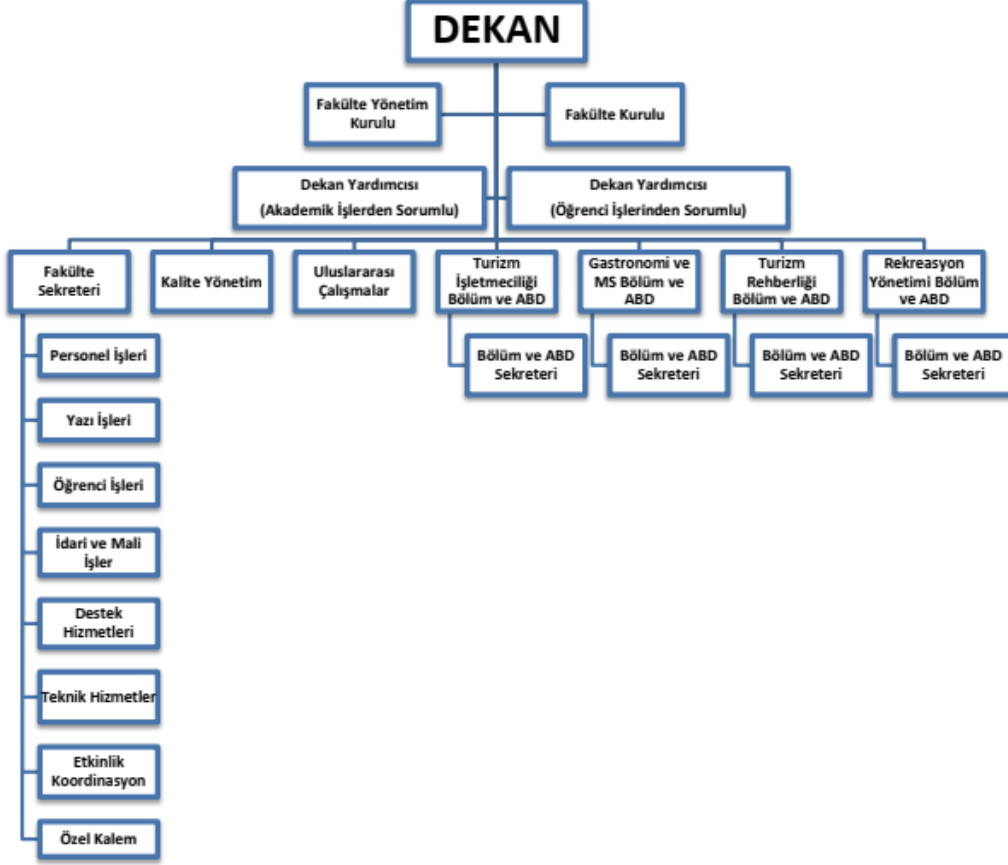 DEKAN
Fakülte Yönetim
Kurulu
Fakülte Kurulu
Dekan Yardımcısı
(Akademik İşlerden Sorumlu)
Dekan Yardımcısı
(Öğrenci İşlerinden Sorumlu)
Fakülte
Sekreteri
Kalite Yönetim
Uluslararası
Çalışmalar
Turizm
İşletmeciliği
Bölüm ve ABD
Gastronomi ve
MS Bölüm ve
ABD
Turizm
Rehberliği
Bölüm ve ABD
Rekreasyon
Yönetimi Bölüm
ve ABD
Bölüm ve ABD
Sekreteri
Bölüm ve ABD
Sekreteri
Bölüm ve ABD
Sekreteri
Bölüm ve ABD
Sekreteri
Personel İşleri
Yazı İşleri
Öğrenci İşleri
İdari ve Mali
İşler
Destek
Hizmetleri
Teknik Hizmetler
Etkinlik
Koordinasyon
Özel Kalem